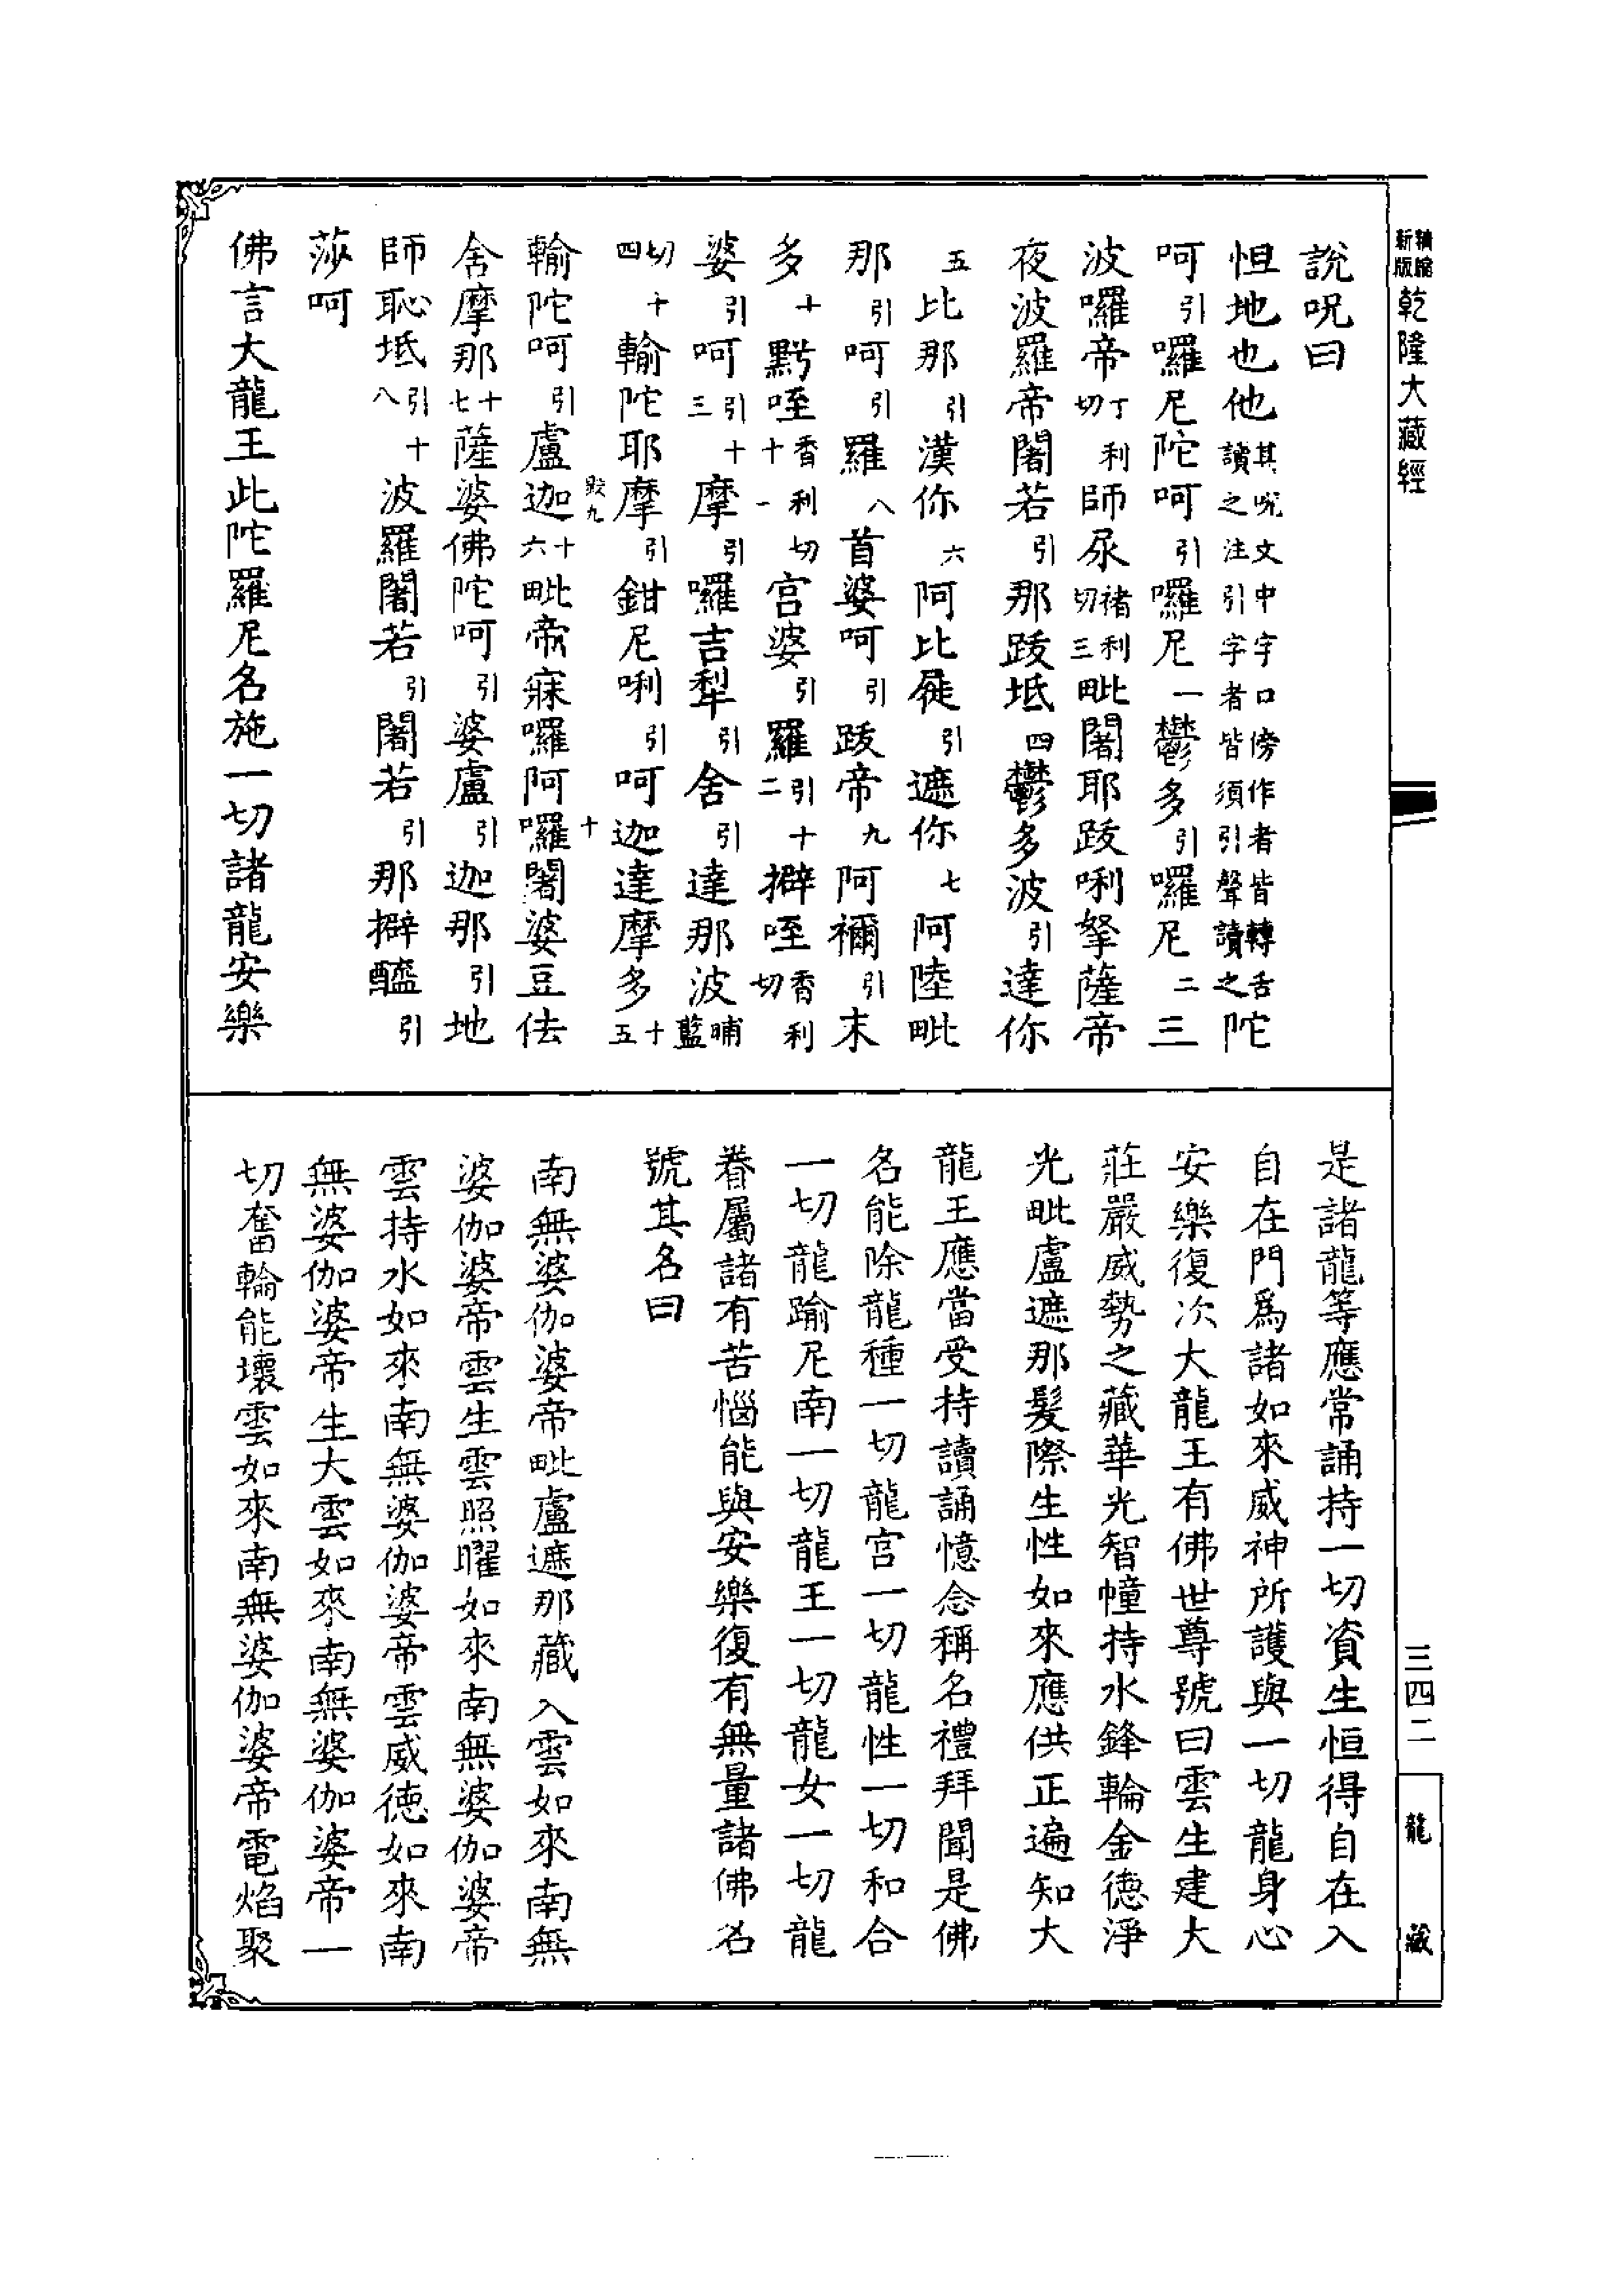 精縮新版乾隆大藏經
說呪曰
怛地也他其呪文中字口傍作者皆轉舌讀之注引字者皆須引聲讀之陀
呵引囉尼陀呵引囉尼一鬱多引囉尼二三
波囉帝丁利切師尿褚利切三毗闍耶跋唎拏薩帝
夜波羅帝闍若引那跋坻四鬱多波引達你
五比那引漢你六阿比屣引遮你七阿陸毗
那引呵引羅八首婆呵引跋帝九阿禰引末
多十黟咥香利切十一宮婆引羅引十二擗咥香利切
婆引呵引十三摩引囉吉犁引舍引達那波晡藍
切十四輸陀耶摩引鉗尼唎引呵迦達摩多十五
輸陀呵引盧迦十六毗帝寐囉阿囉闍婆豆佉
舍摩那十七薩婆佛陀呵引婆盧引迦那引地
師恥坻引十八波羅闍若引闍若引那擗醯引
莎呵
佛言大龍王此陀羅尼名施一切諸龍安樂
是諸龍等應常誦持一切資生恒得自在入
自在門爲諸如來威神所護與一切龍身心
安樂復次大龍王有佛世尊號曰雲生建大
莊嚴威勢之藏華光智幢持水鋒輪金德淨
光毗盧遮那髮際生性如來應供正遍知大
龍王應當受持讀誦憶念稱名禮拜聞是佛
名能除龍種一切龍宮一切龍性一切和合
一切龍踰尼南一切龍王一切龍女一切龍
眷屬諸有苦惱能與安樂復有無量諸佛名
號其名曰
南無婆伽婆帝毗盧遮那藏入雲如來南無
婆伽婆帝雲生雲照曜如來南無婆伽婆帝
雲持水如來南無婆伽婆帝雲威德如來南
無婆伽婆帝生大雲如來南無婆伽婆帝一
切奮輪能壞雲如來南無婆伽婆帝電焰聚
三四二
龍藏